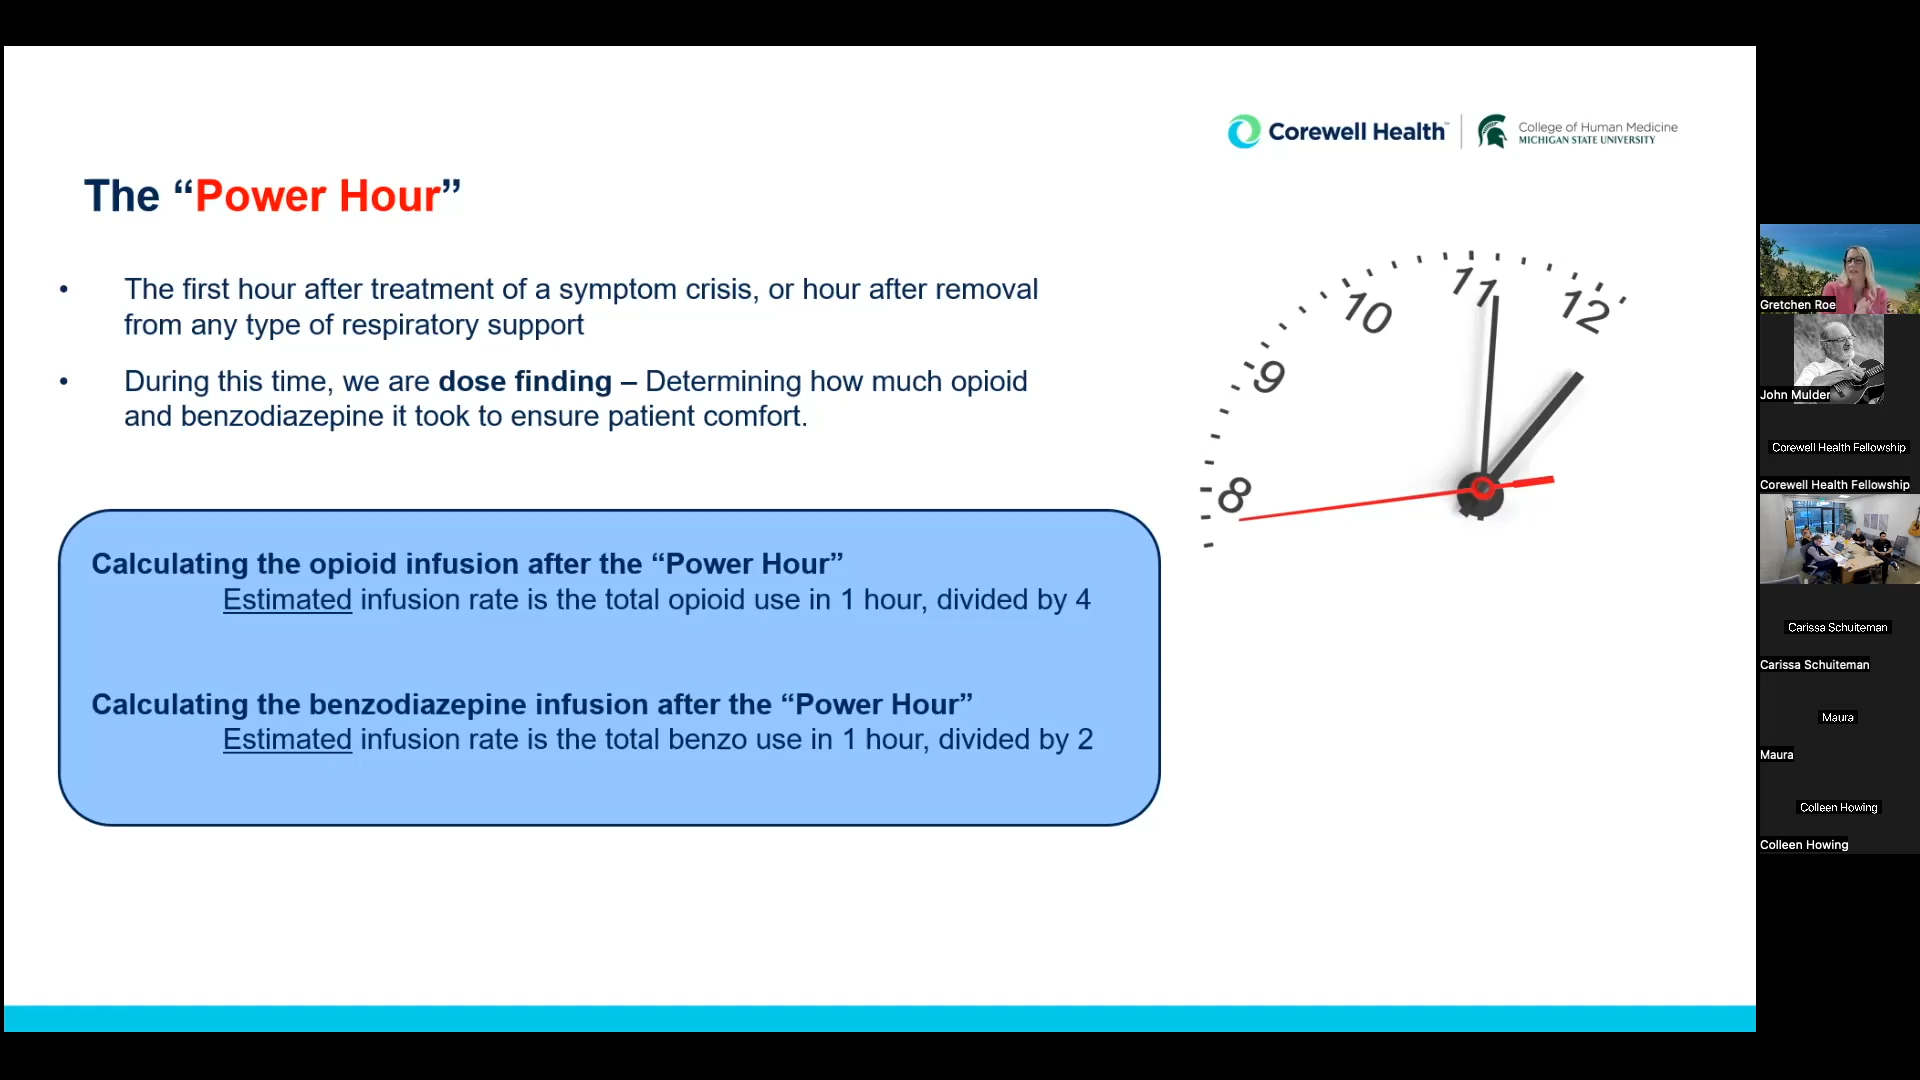 Corewell Health™
College of Human Medicine
MICHIGAN STATE UNIVERSITY
The “Power Hour”
• The first hour after treatment of a symptom crisis, or hour after removal
from any type of respiratory support
• During this time, we are dose finding – Determining how much opioid
and benzodiazepine it took to ensure patient comfort.
Calculating the opioid infusion after the “Power Hour”
Estimated infusion rate is the total opioid use in 1 hour, divided by 4
Calculating the benzodiazepine infusion after the “Power Hour”
Estimated infusion rate is the total benzo use in 1 hour, divided by 2
8
9
10
11
12
Gretchen Roe
John Mulder
Corewell Health Fellowship
Corewell Health Fellowship
Carissa Schuiteman
Carissa Schuiteman
Maura
Maura
Colleen Howing
Colleen Howing